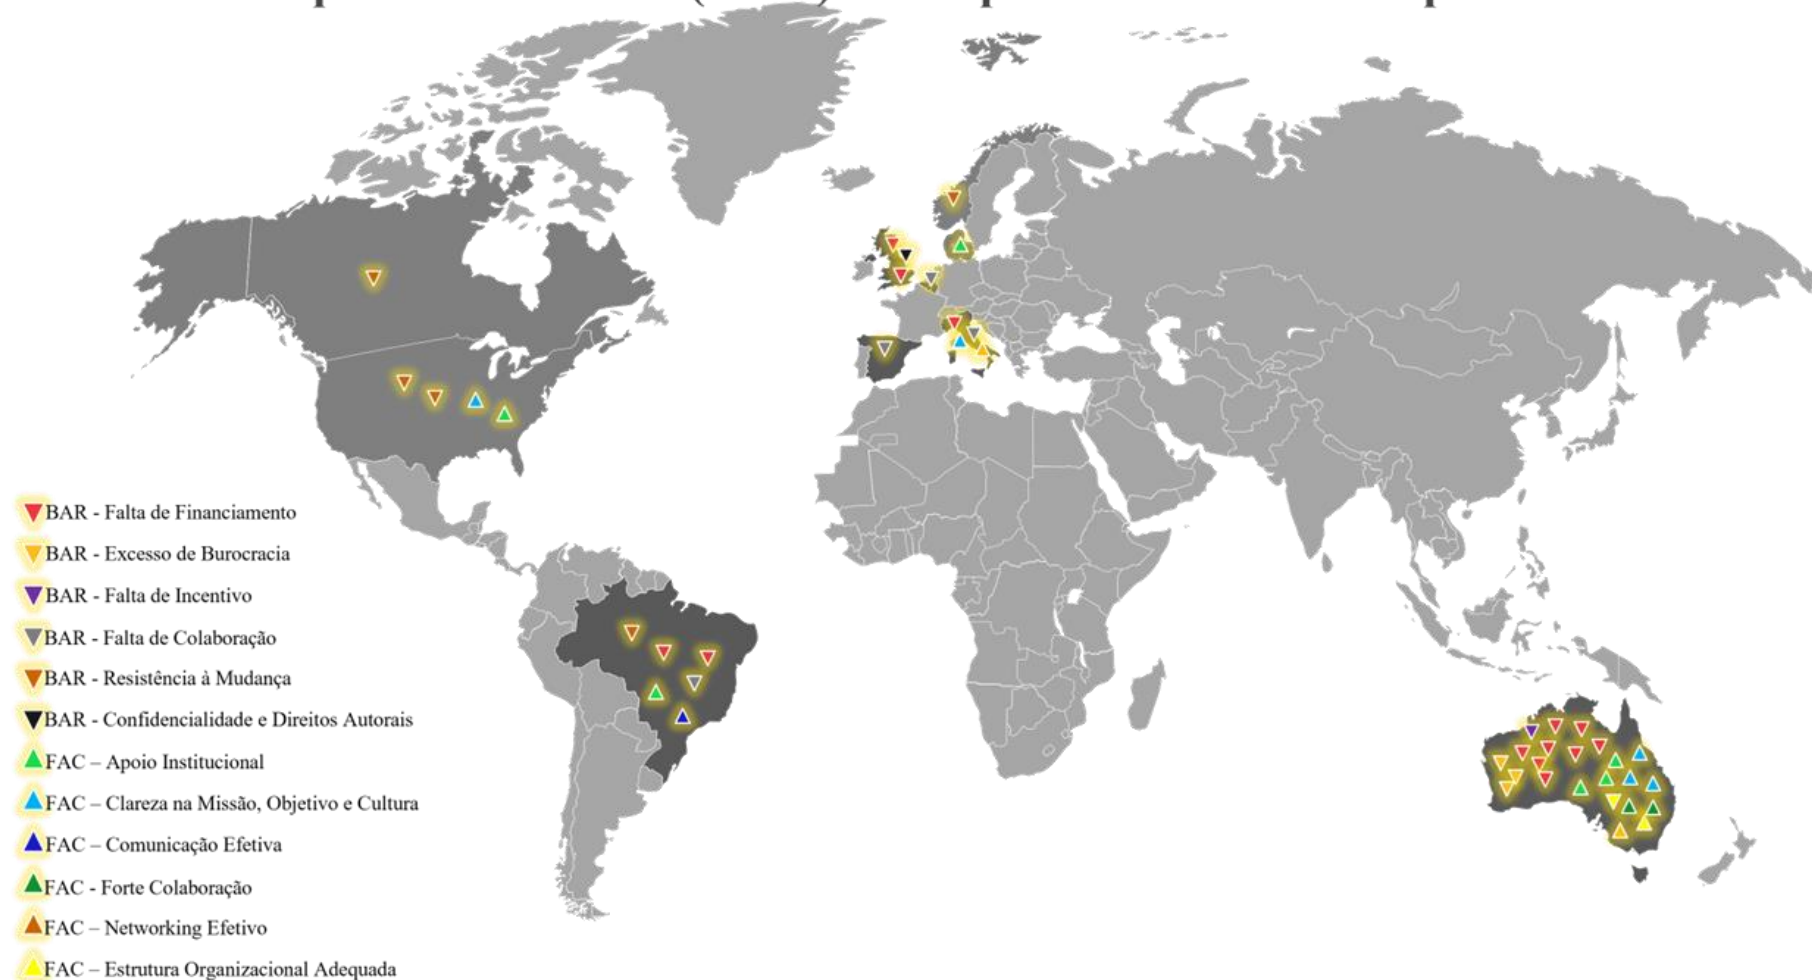 BAR - Falta de Financiamento
BAR - Excesso de Burocracia
BAR - Falta de Incentivo
BAR - Falta de Colaboração
BAR - Resistência à Mudança
BAR - Confidencialidade e Direitos Autorais
FAC – Apoio Institucional
FAC – Clareza na Missão, Objetivo e Cultura
FAC – Comunicação Efetiva
FAC - Forte Colaboração
FAC – Networking Efetivo
FAC – Estrutura Organizacional Adequada